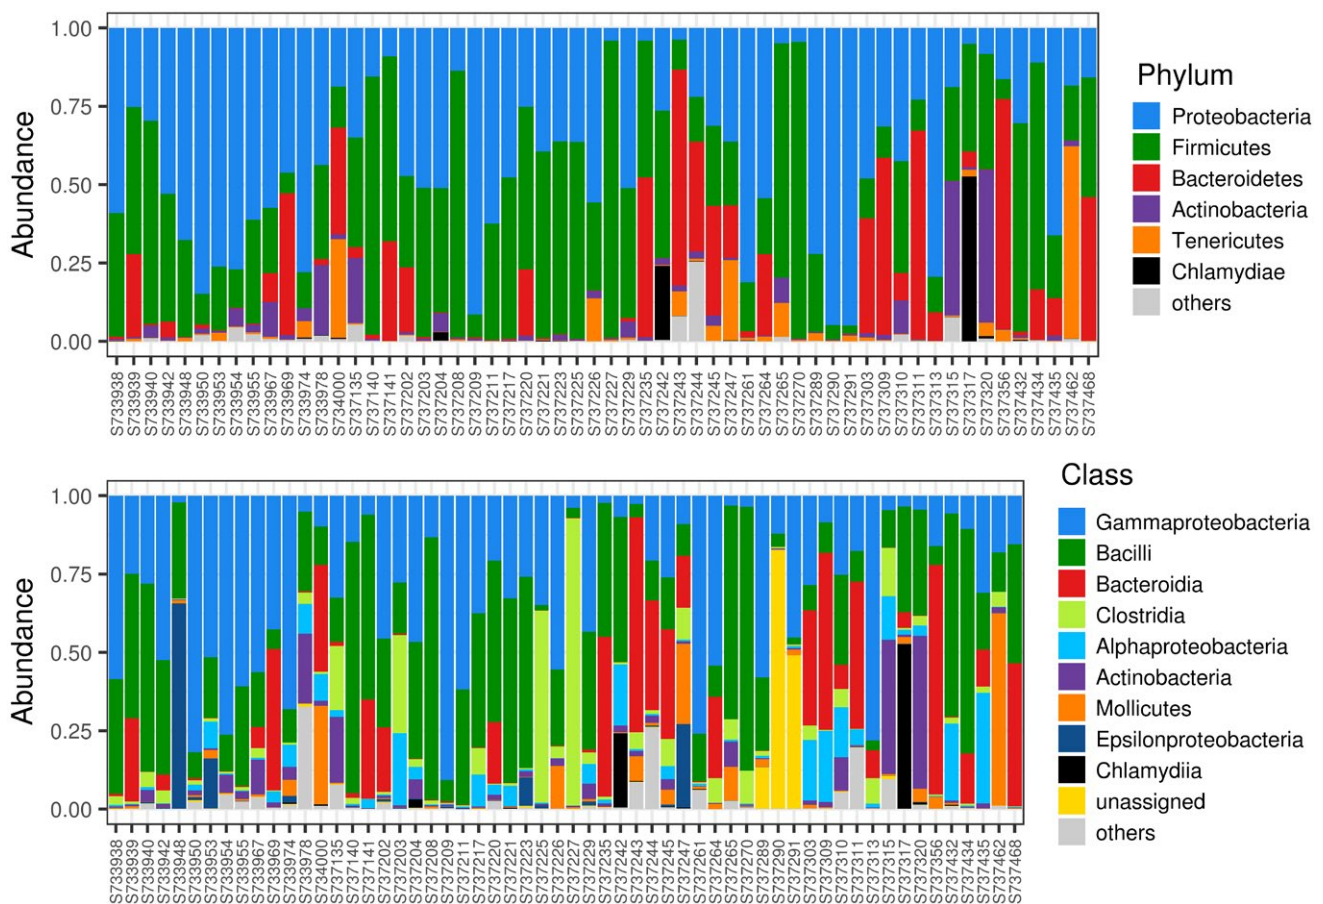 1.00
0.75
0.50
0.25
0.00
Abundance
S733938
S733939
S733940
S733942
S733948
S733950
S733953
S733954
S733955
S733967
S733969
S733974
S733978
S734000
S737135
S737140
S737141
S737202
S737203
S737204
S737208
S737209
S737211
S737217
S737220
S737221
S737223
S737225
S737226
S737227
S737229
S737235
S737242
S737243
S737244
S737245
S737247
S737261
S737264
S737265
S737270
S737289
S737290
S737291
S737303
S737309
S737310
S737311
S737313
S737315
S737317
S737320
S737356
S737432
S737434
S737435
S737462
S737468
Phylum
Proteobacteria
Firmicutes
Bacteroidetes
Actinobacteria
Tenericutes
Chlamydiae
others
1.00
0.75
0.50
0.25
0.00
Abundance
S733938
S733939
S733940
S733942
S733948
S733950
S733953
S733954
S733955
S733967
S733969
S733974
S733978
S734000
S737135
S737140
S737141
S737202
S737203
S737204
S737208
S737209
S737211
S737217
S737220
S737221
S737223
S737225
S737226
S737227
S737229
S737235
S737242
S737243
S737244
S737245
S737247
S737261
S737264
S737265
S737270
S737289
S737290
S737291
S737303
S737309
S737310
S737311
S737313
S737315
S737317
S737320
S737356
S737432
S737434
S737435
S737462
S737468
Class
Gammaproteobacteria
Bacilli
Bacteroidia
Clostridia
Alphaproteobacteria
Actinobacteria
Mollicutes
Epsilonproteobacteria
Chlamydiia
unassigned
others